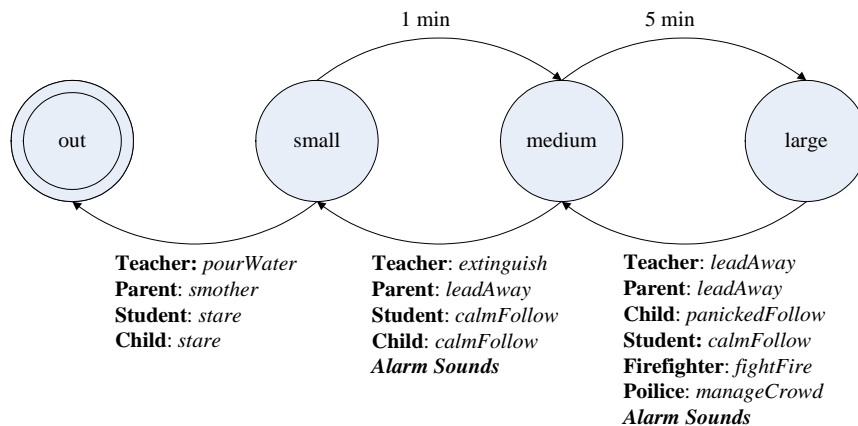 1 min
5 min
out
small
medium
large
Teacher: pourWater
Parent: smother
Student: stare
Child: stare
Teacher: extinguish
Parent: leadAway
Student: calmFollow
Child: calmFollow
Alarm Sounds
Teacher: leadAway
Parent: leadAway
Child: panickedFollow
Student: calmFollow
Firefighter: fightFire
Poilice: manageCrowd
Alarm Sounds